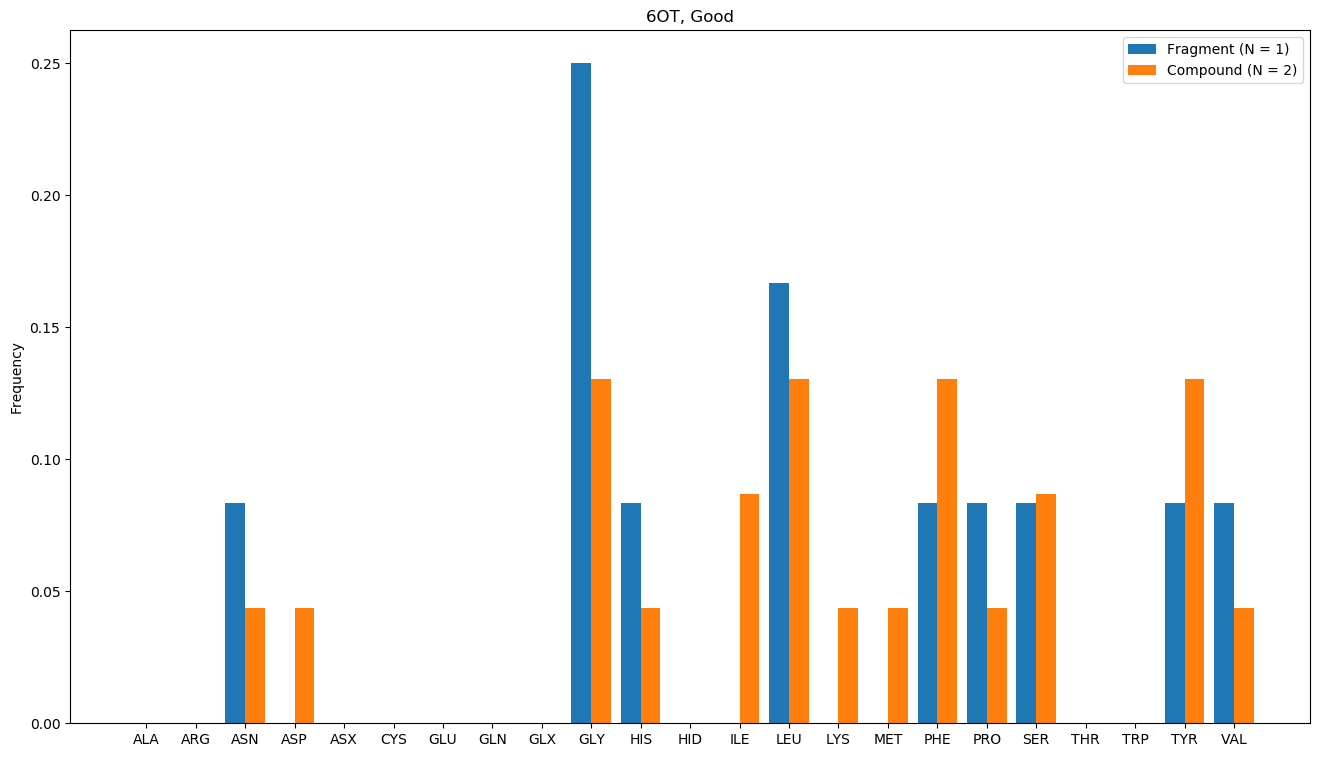 6OT, Good
Fragment (N = 1)
Compound (N = 2)
Frequency
0.25
0.20
0.15
0.10
0.05
0.00
ALA ARG ASN ASP ASX CYS GLU GLN GLX GLY HIS HID ILE LEU LYS MET PHE PRO SER THR TRP TYR VAL